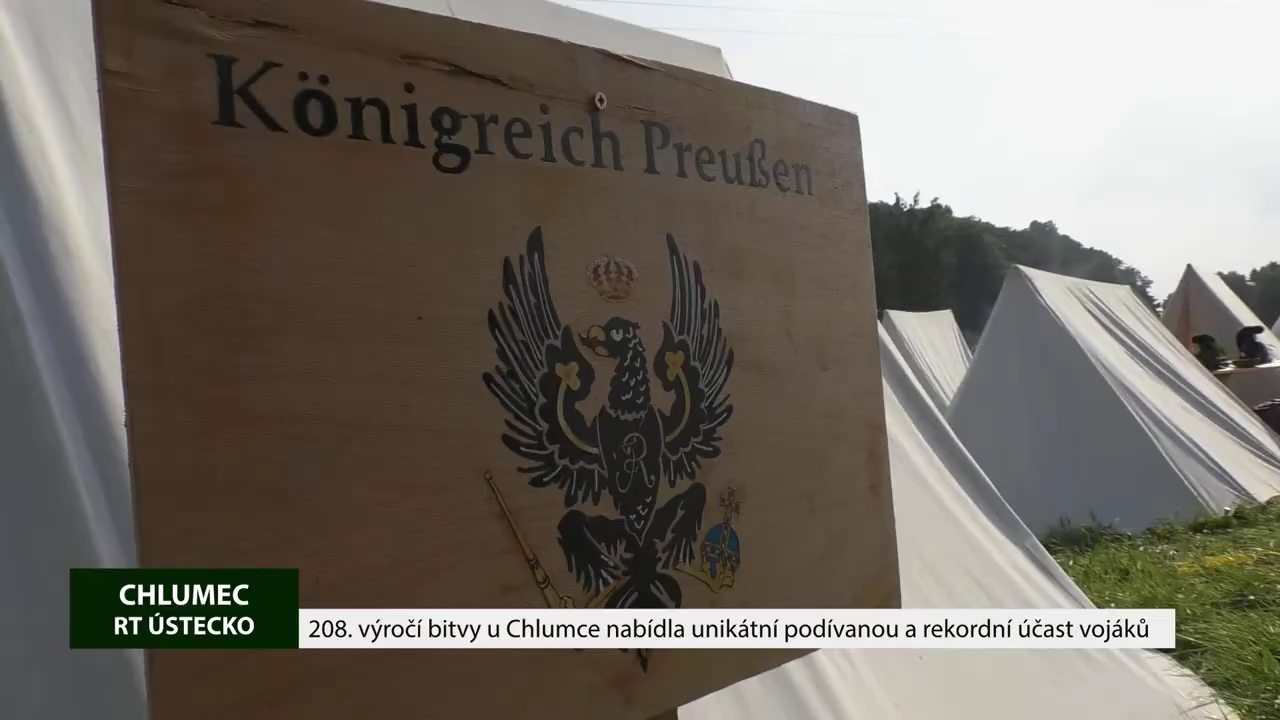 Königreich Preußen
R
CHLUMEC
RT ÚSTECKO
208. výročí bitvy u Chlumce nabídla unikátní podívanou a rekordní účast vojáků